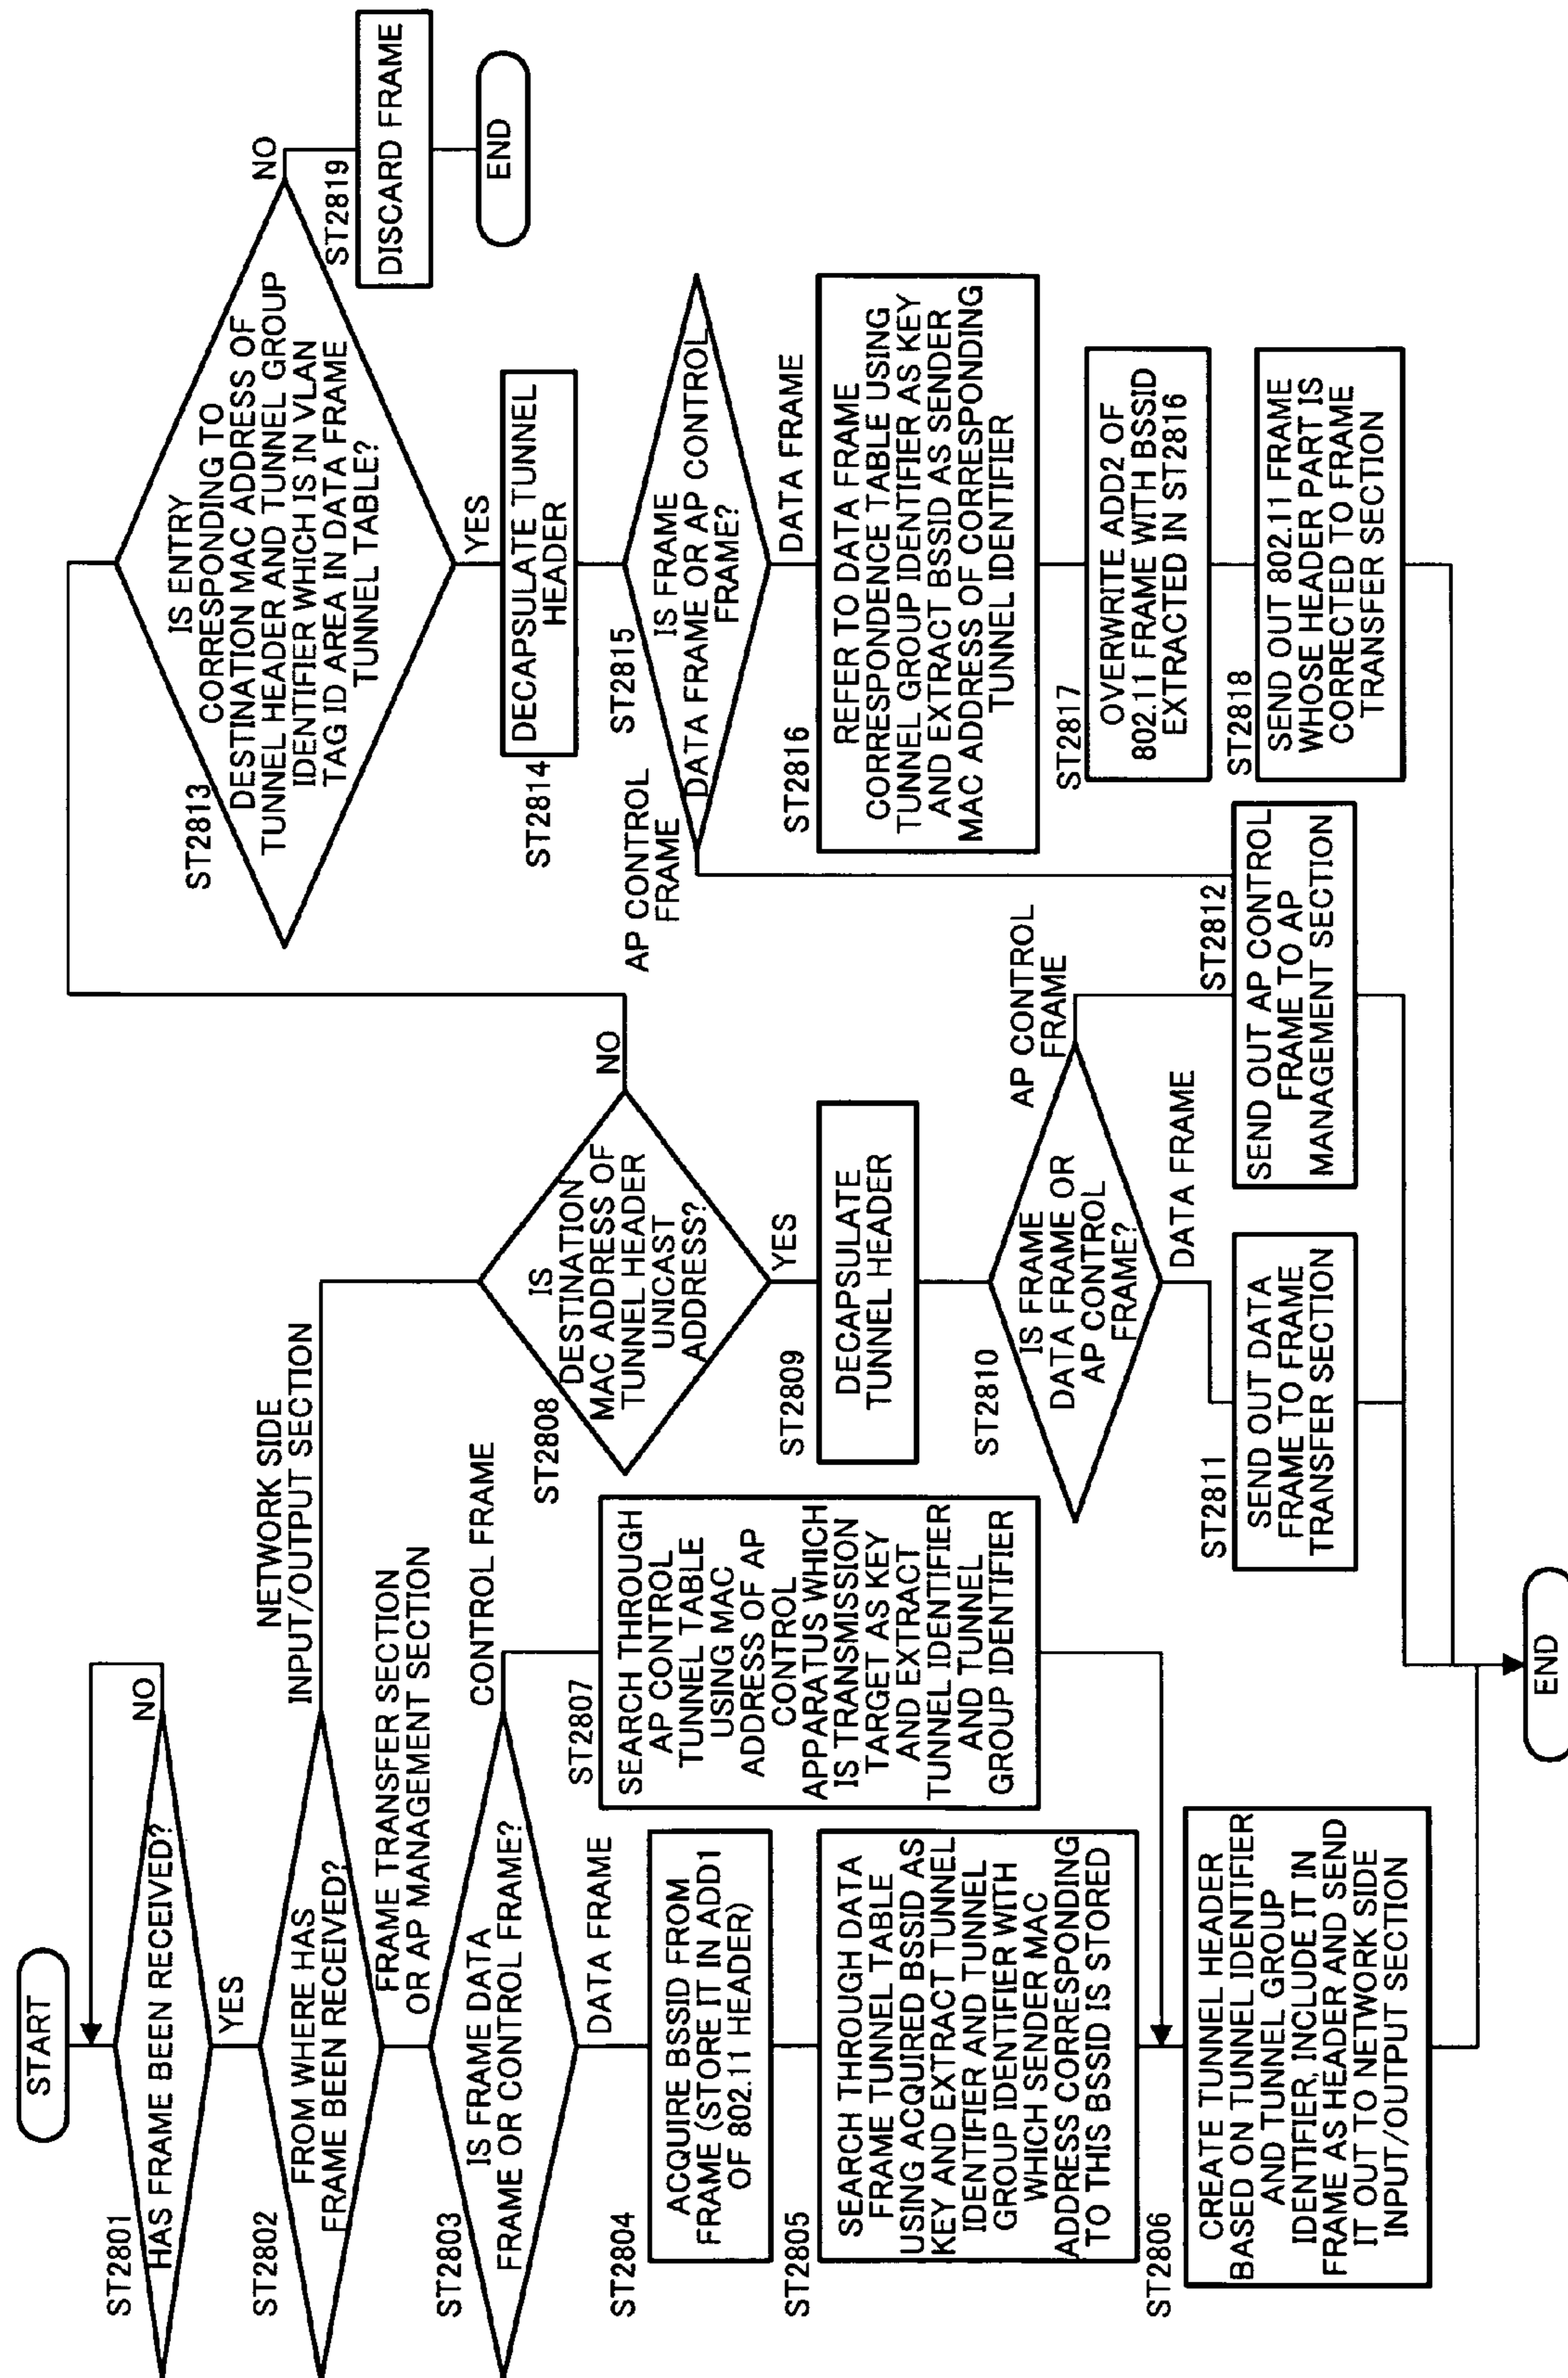 START
ST2801
HAS FRAME BEEN RECEIVED?
NO
YES
ST2802
FROM WHERE HAS
FRAME BEEN RECEIVED?
NETWORK SIDE
INPUT/OUTPUT SECTION
FRAME TRANSFER SECTION
OR AP MANAGEMENT SECTION
ST2803
IS FRAME DATA
FRAME OR CONTROL FRAME?
CONTROL FRAME
DATA FRAME
ST2804
ACQUIRE BSSID FROM
FRAME (STORE IT IN ADD1
OF 802.11 HEADER)
ST2805
SEARCH THROUGH DATA
FRAME TUNNEL TABLE
USING ACQUIRED BSSID AS
KEY AND EXTRACT TUNNEL
IDENTIFIER AND TUNNEL
GROUP IDENTIFIER WITH
WHICH SENDER MAC
ADDRESS CORRESPONDING
TO THIS BSSID IS STORED
ST2806
CREATE TUNNEL HEADER
BASED ON TUNNEL IDENTIFIER
AND TUNNEL GROUP
IDENTIFIER, INCLUDE IT IN
FRAME AS HEADER AND SEND
IT OUT TO NETWORK SIDE
INPUT/OUTPUT SECTION
ST2807
SEARCH THROUGH
AP CONTROL
TUNNEL TABLE
USING MAC
ADDRESS OF AP
CONTROL
APPARATUS WHICH
IS TRANSMISSION
TARGET AS KEY
AND EXTRACT
TUNNEL IDENTIFIER
AND TUNNEL
GROUP IDENTIFIER
ST2808
IS
DESTINATION
MAC ADDRESS OF
TUNNEL HEADER
UNICAST
ADDRESS?
NO
YES
ST2809
DECAPSULATE
TUNNEL HEADER
ST2810
IS FRAME
DATA FRAME OR
AP CONTROL
FRAME?
AP CONTROL
FRAME
DATA FRAME
ST2811
SEND OUT DATA
FRAME TO FRAME
TRANSFER SECTION
ST2812
SEND OUT AP CONTROL
FRAME TO AP
MANAGEMENT SECTION
ST2813
IS ENTRY
CORRESPONDING TO
DESTINATION MAC ADDRESS OF
TUNNEL HEADER AND TUNNEL GROUP
IDENTIFIER WHICH IS IN VLAN
TAG ID AREA IN DATA FRAME
TUNNEL TABLE?
NO
YES
ST2819
DISCARD FRAME
END
ST2814
DECAPSULATE TUNNEL
HEADER
ST2815
IS FRAME
DATA FRAME OR AP CONTROL
FRAME?
AP CONTROL
FRAME
DATA FRAME
ST2816
REFER TO DATA FRAME
CORRESPONDENCE TABLE USING
TUNNEL GROUP IDENTIFIER AS KEY
AND EXTRACT BSSID AS SENDER
MAC ADDRESS OF CORRESPONDING
TUNNEL IDENTIFIER
ST2817
OVERWRITE ADD2 OF
802.11 FRAME WITH BSSID
EXTRACTED IN ST2816
ST2818
SEND OUT 802.11 FRAME
WHOSE HEADER PART IS
CORRECTED TO FRAME
TRANSFER SECTION
END